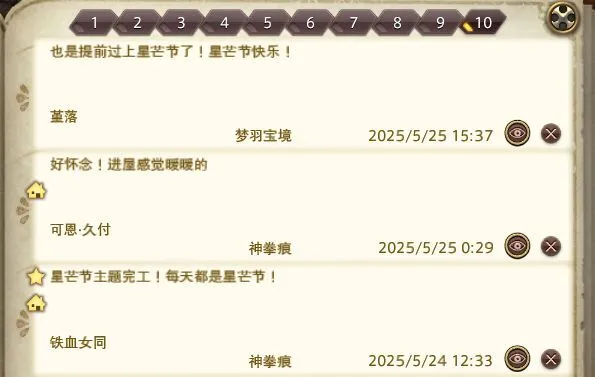 1 2 3 4 5 6 7 8 9 10
也是提前过上星芒节了！星芒节快乐！
堇落
梦羽宝境 2025/5/25 15:37
好怀念！进屋感觉暖暖的
可恩·久付
神拳痕 2025/5/25 0:29
星芒节主题完工！每天都是星芒节！
铁血女同
神拳痕 2025/5/24 12:33